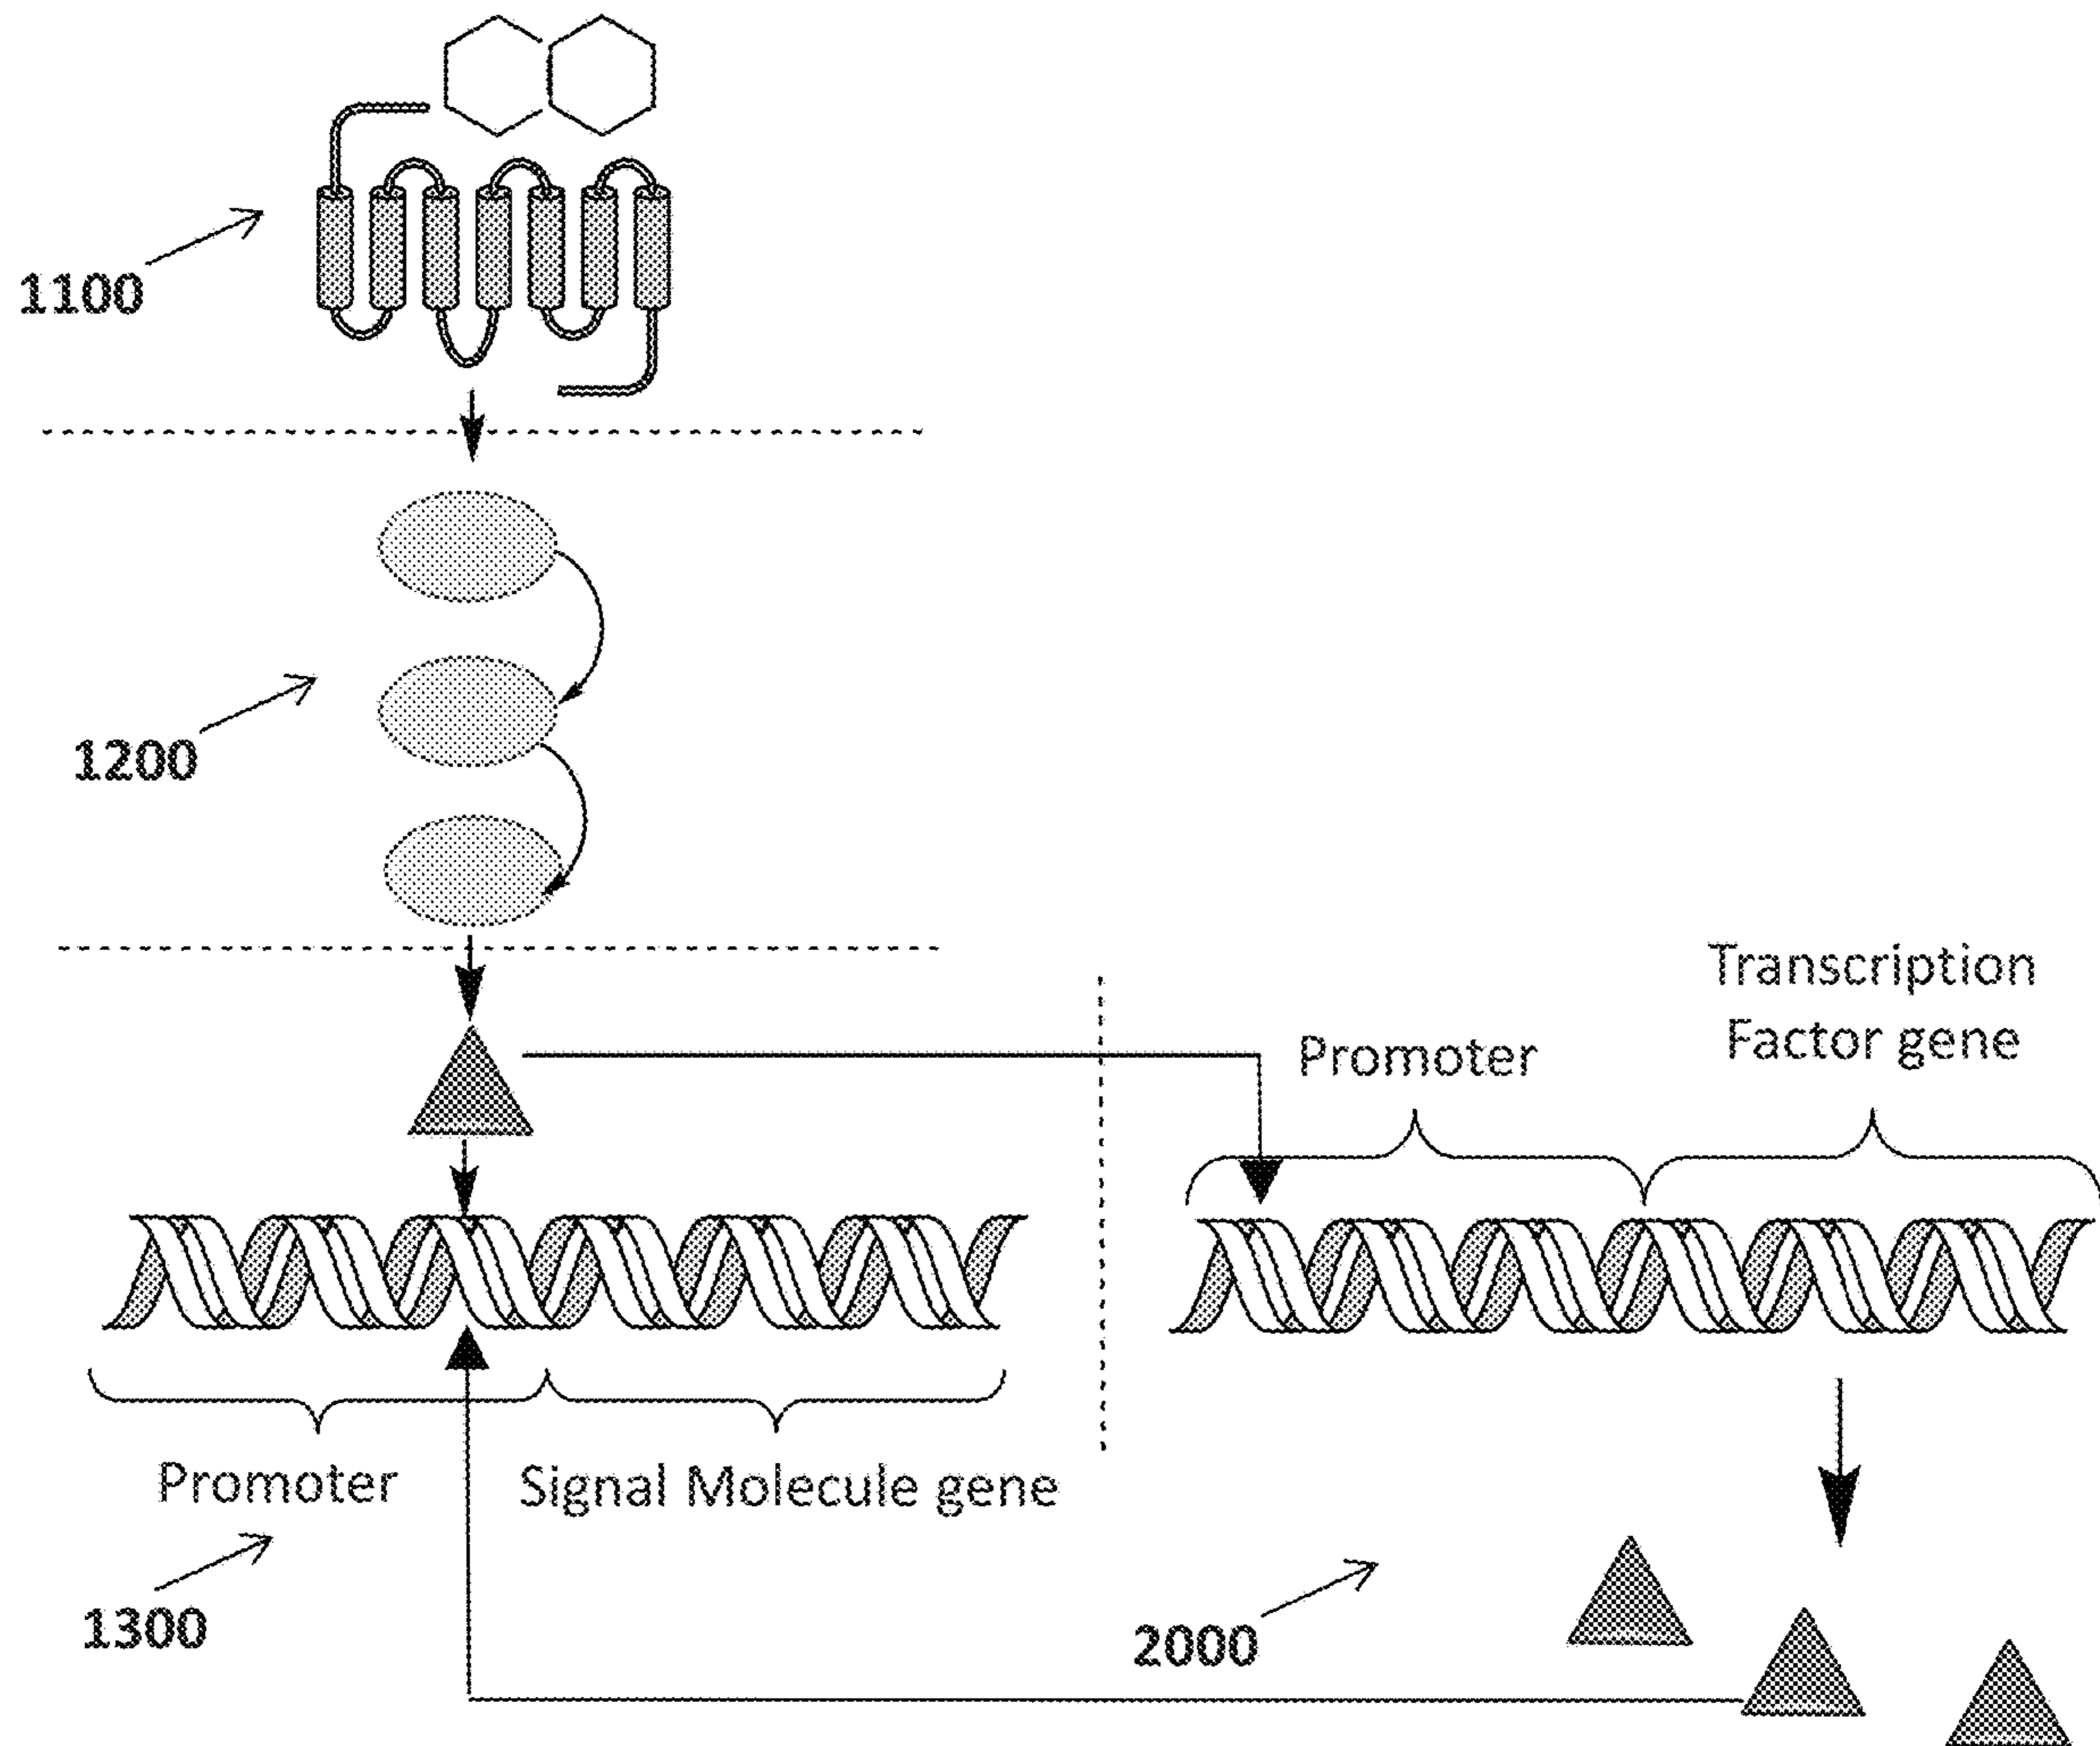 1100
1200
Transcription
Factor gene
Promoter
Promoter
Signal Molecule gene
1300
2000